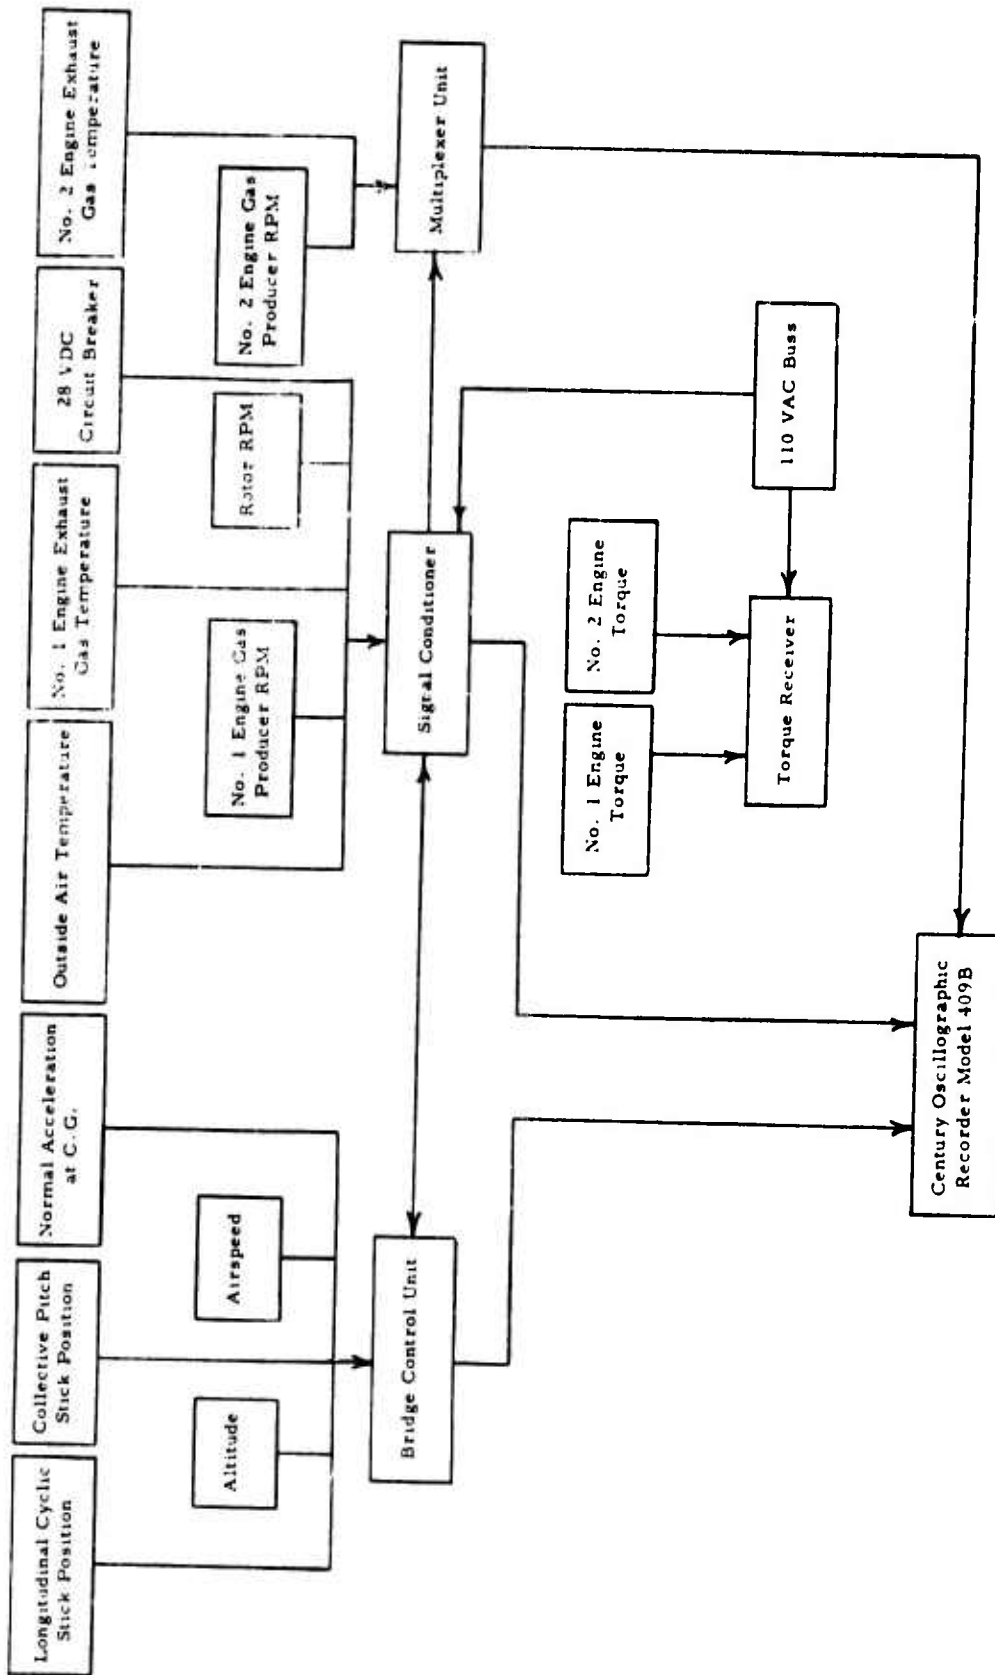 Longitudinal Cyclic
Stick Position
Collective Pitch
Stick Position
Normal Acceleration
at C.G.
Outside Air Temperature
No. 1 Engine Exhaust
Gas Temperature
28 VDC
Circuit Breaker
No. 2 Engine Exhaust
Gas Temperature
Altitude
Airspeed
No. 1 Engine Gas
Producer RPM
Rotor RPM
No. 2 Engine Gas
Producer RPM
Bridge Control Unit
Signal Conditioner
Multiplexer Unit
No. 1 Engine
Torque
No. 2 Engine
Torque
Torque Receiver
110 VAC Buss
Century Oscillographic
Recorder Model 409B